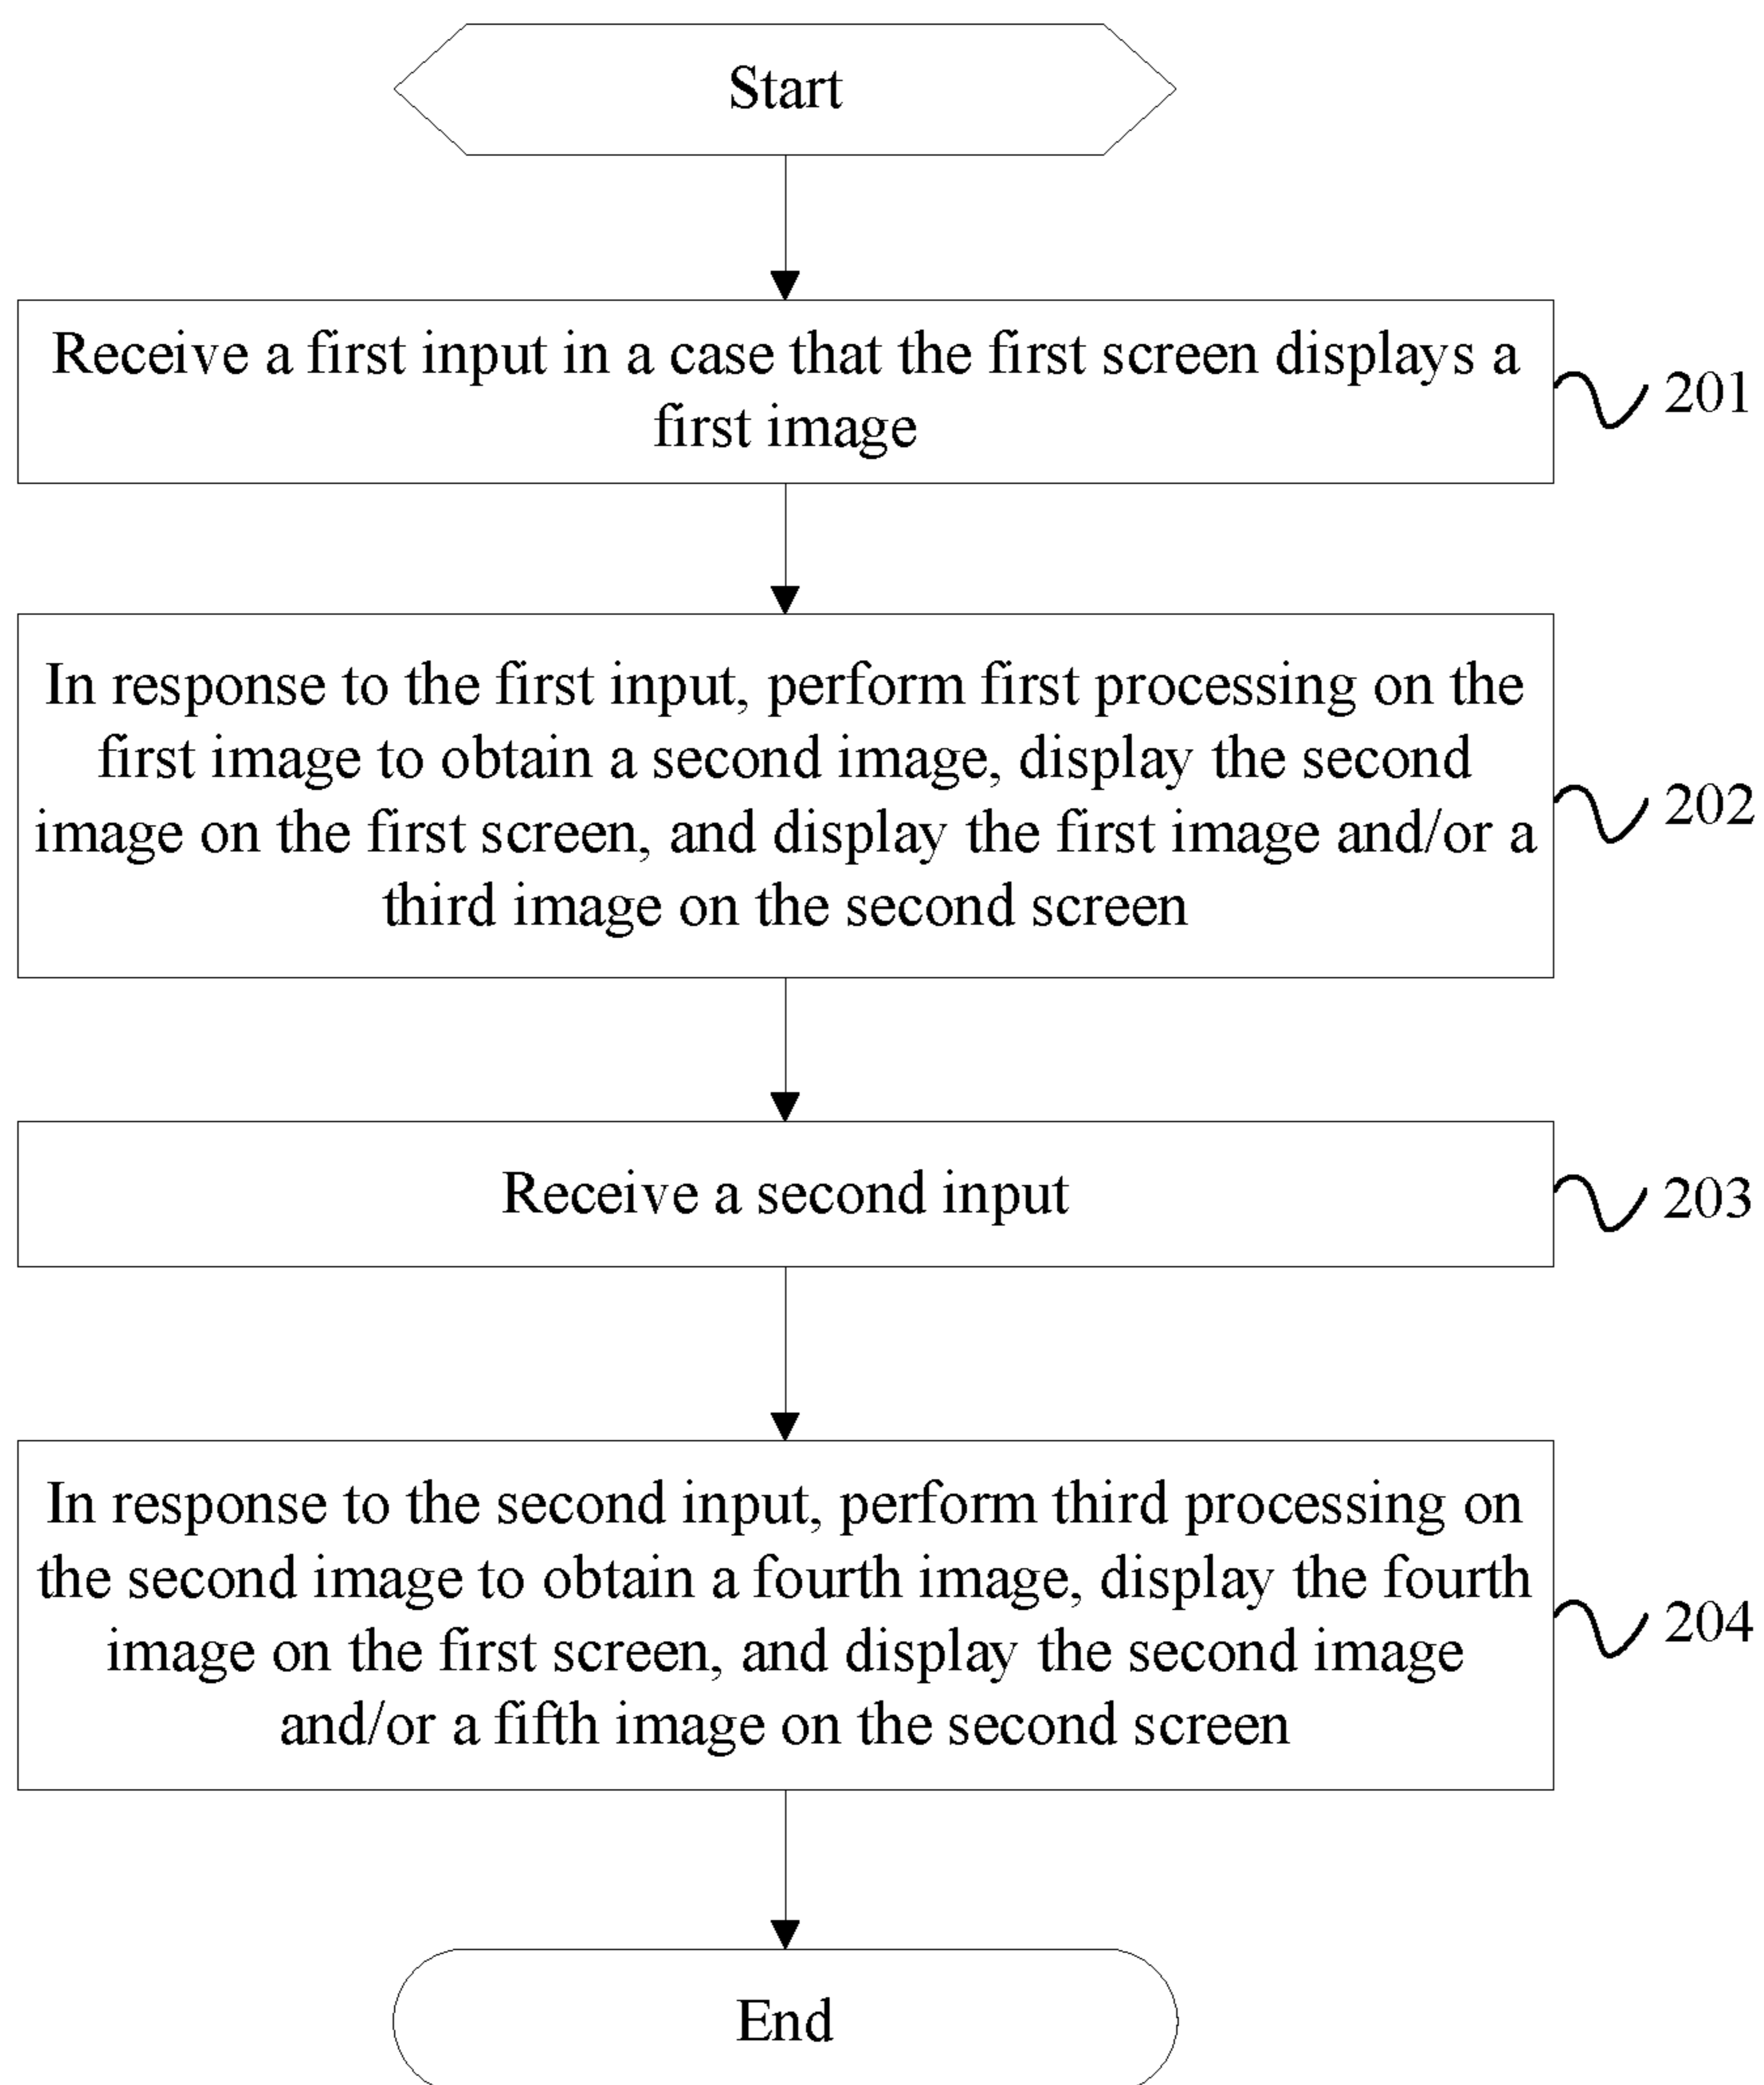 Start
Receive a first input in a case that the first screen displays a
first image
201
In response to the first input, perform first processing on the
first image to obtain a second image, display the second
image on the first screen, and display the first image and/or a
third image on the second screen
202
Receive a second input
203
In response to the second input, perform third processing on
the second image to obtain a fourth image, display the fourth
image on the first screen, and display the second image
and/or a fifth image on the second screen
204
End